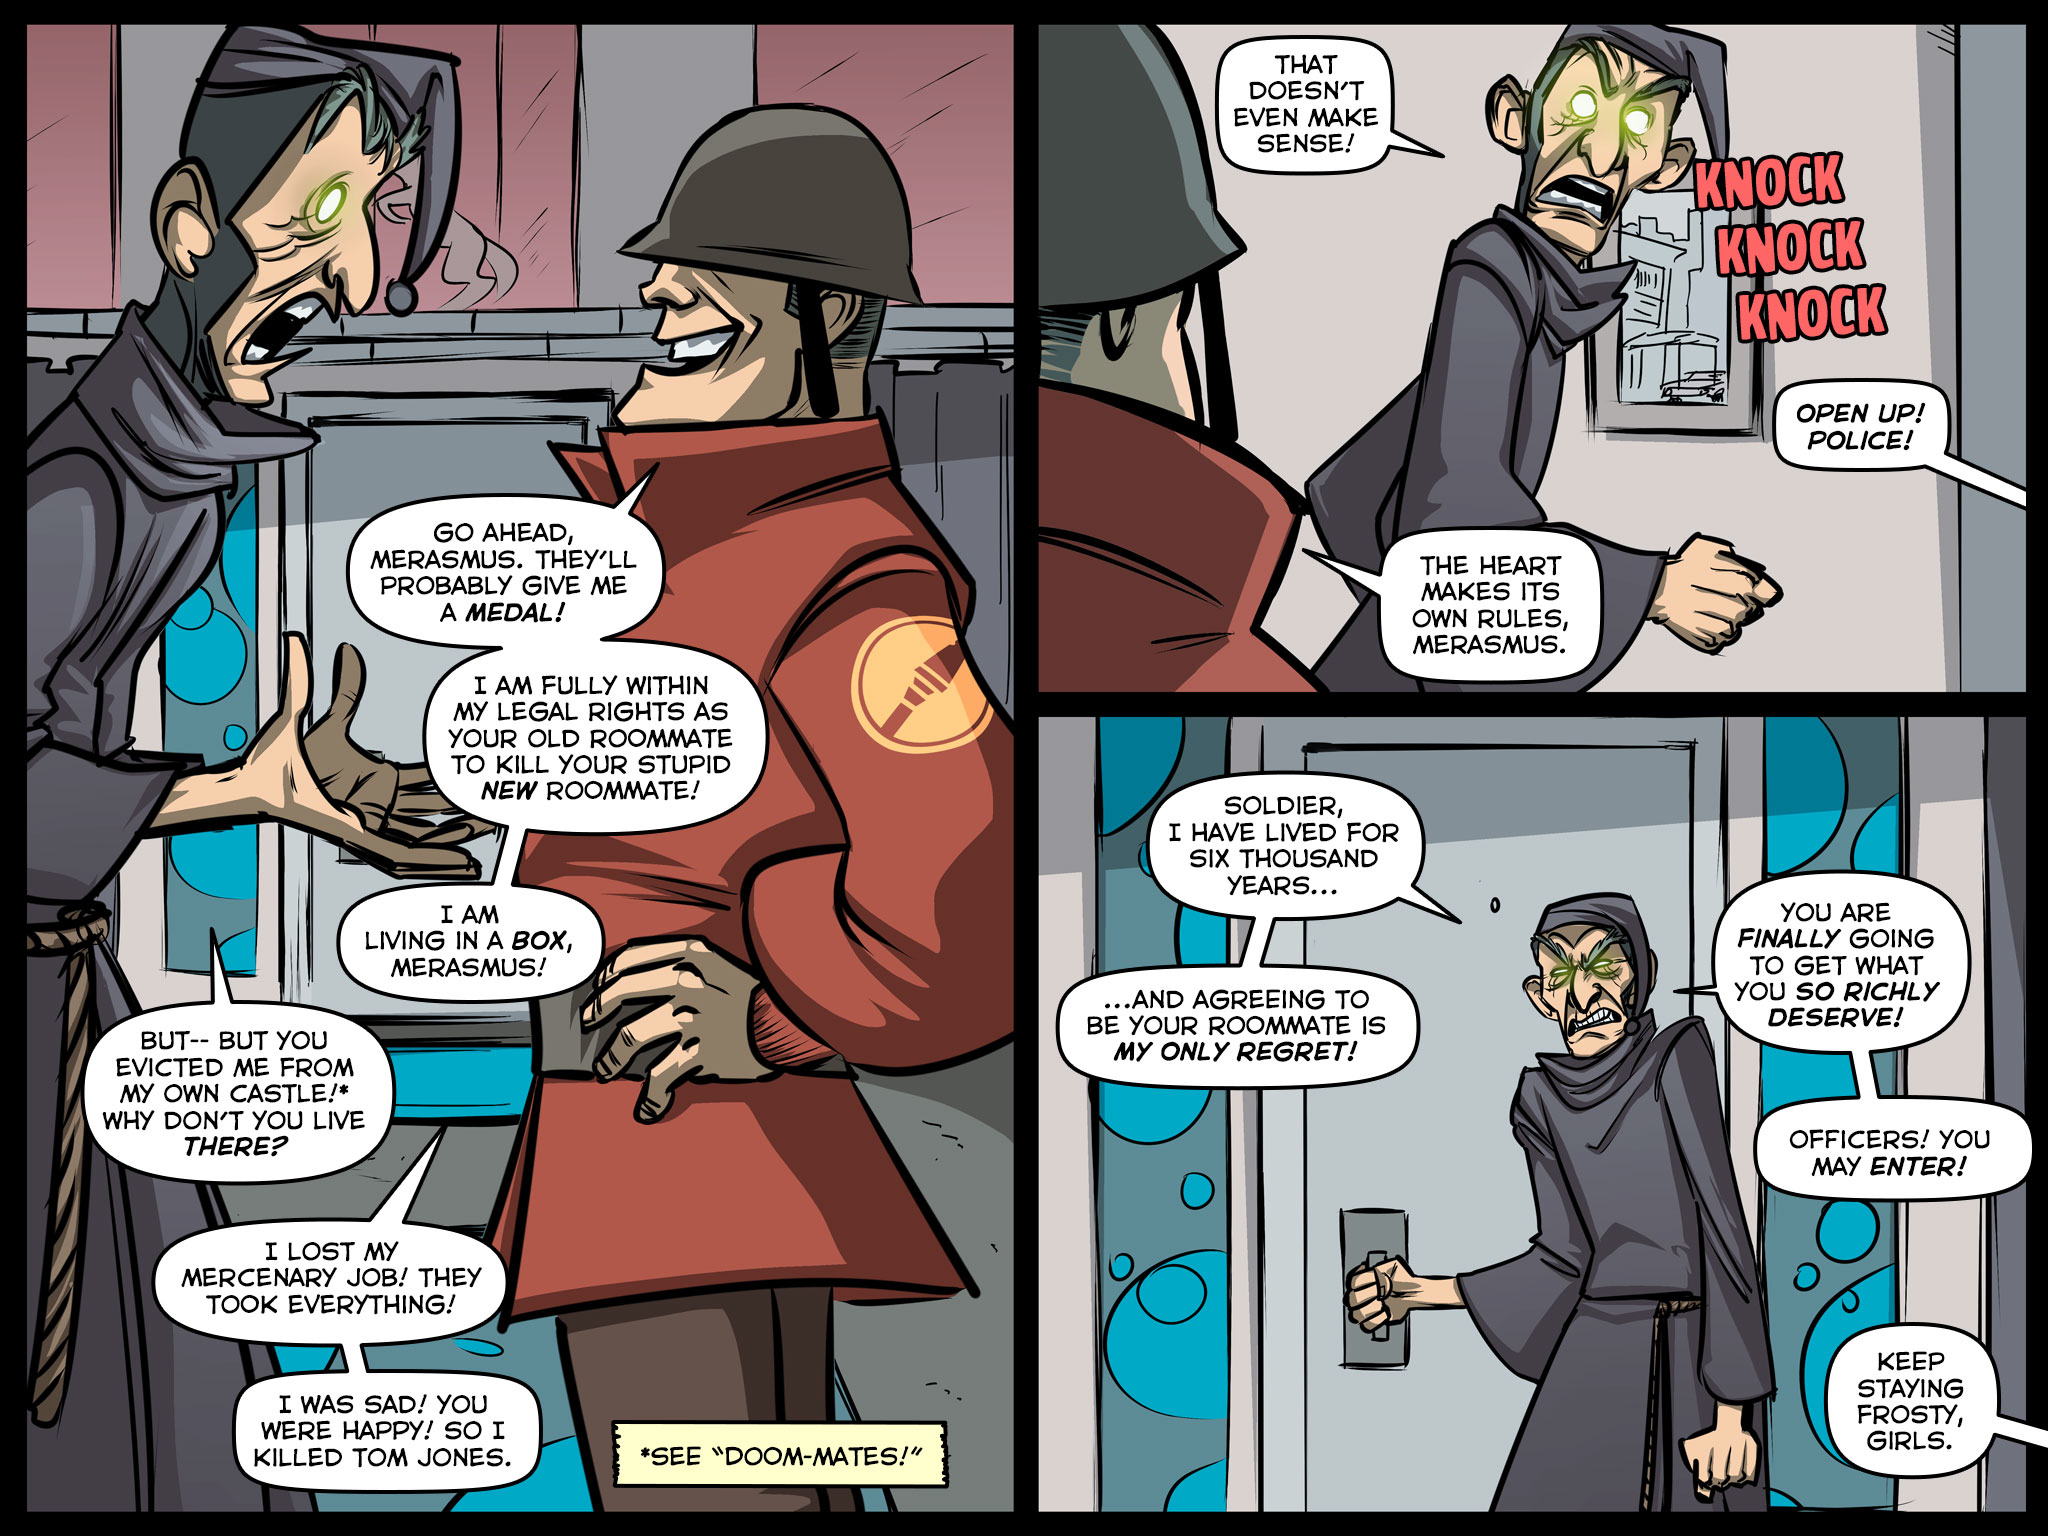 GO AHEAD,
MERASMUS. THEY'LL
PROBABLY GIVE ME
A MEDAL!
I AM FULLY WITHIN
MY LEGAL RIGHTS AS
YOUR OLD ROOMMATE
TO KILL YOUR STUPID
NEW ROOMMATE!
I AM
LIVING IN A BOX,
MERASMUS!
BUT-- BUT YOU
EVICTED ME FROM
MY OWN CASTLE!*
WHY DON'T YOU LIVE
THERE?
I LOST MY
MERCENARY JOB! THEY
TOOK EVERYTHING!
I WAS SAD! YOU
WERE HAPPY! SO I
KILLED TOM JONES.
*SEE "DOOM-MATES!"
THAT
DOESN'T
EVEN MAKE
SENSE!
THE HEART
MAKES ITS
OWN RULES,
MERASMUS.
KNOCK
KNOCK
KNOCK
OPEN UP!
POLICE!
SOLDIER,
I HAVE LIVED FOR
SIX THOUSAND
YEARS...
...AND AGREEING TO
BE YOUR ROOMMATE IS
MY ONLY REGRET!
YOU ARE
FINALLY GOING
TO GET WHAT
YOU SO RICHLY
DESERVE!
OFFICERS! YOU
MAY ENTER!
KEEP
STAYING
FROSTY,
GIRLS.